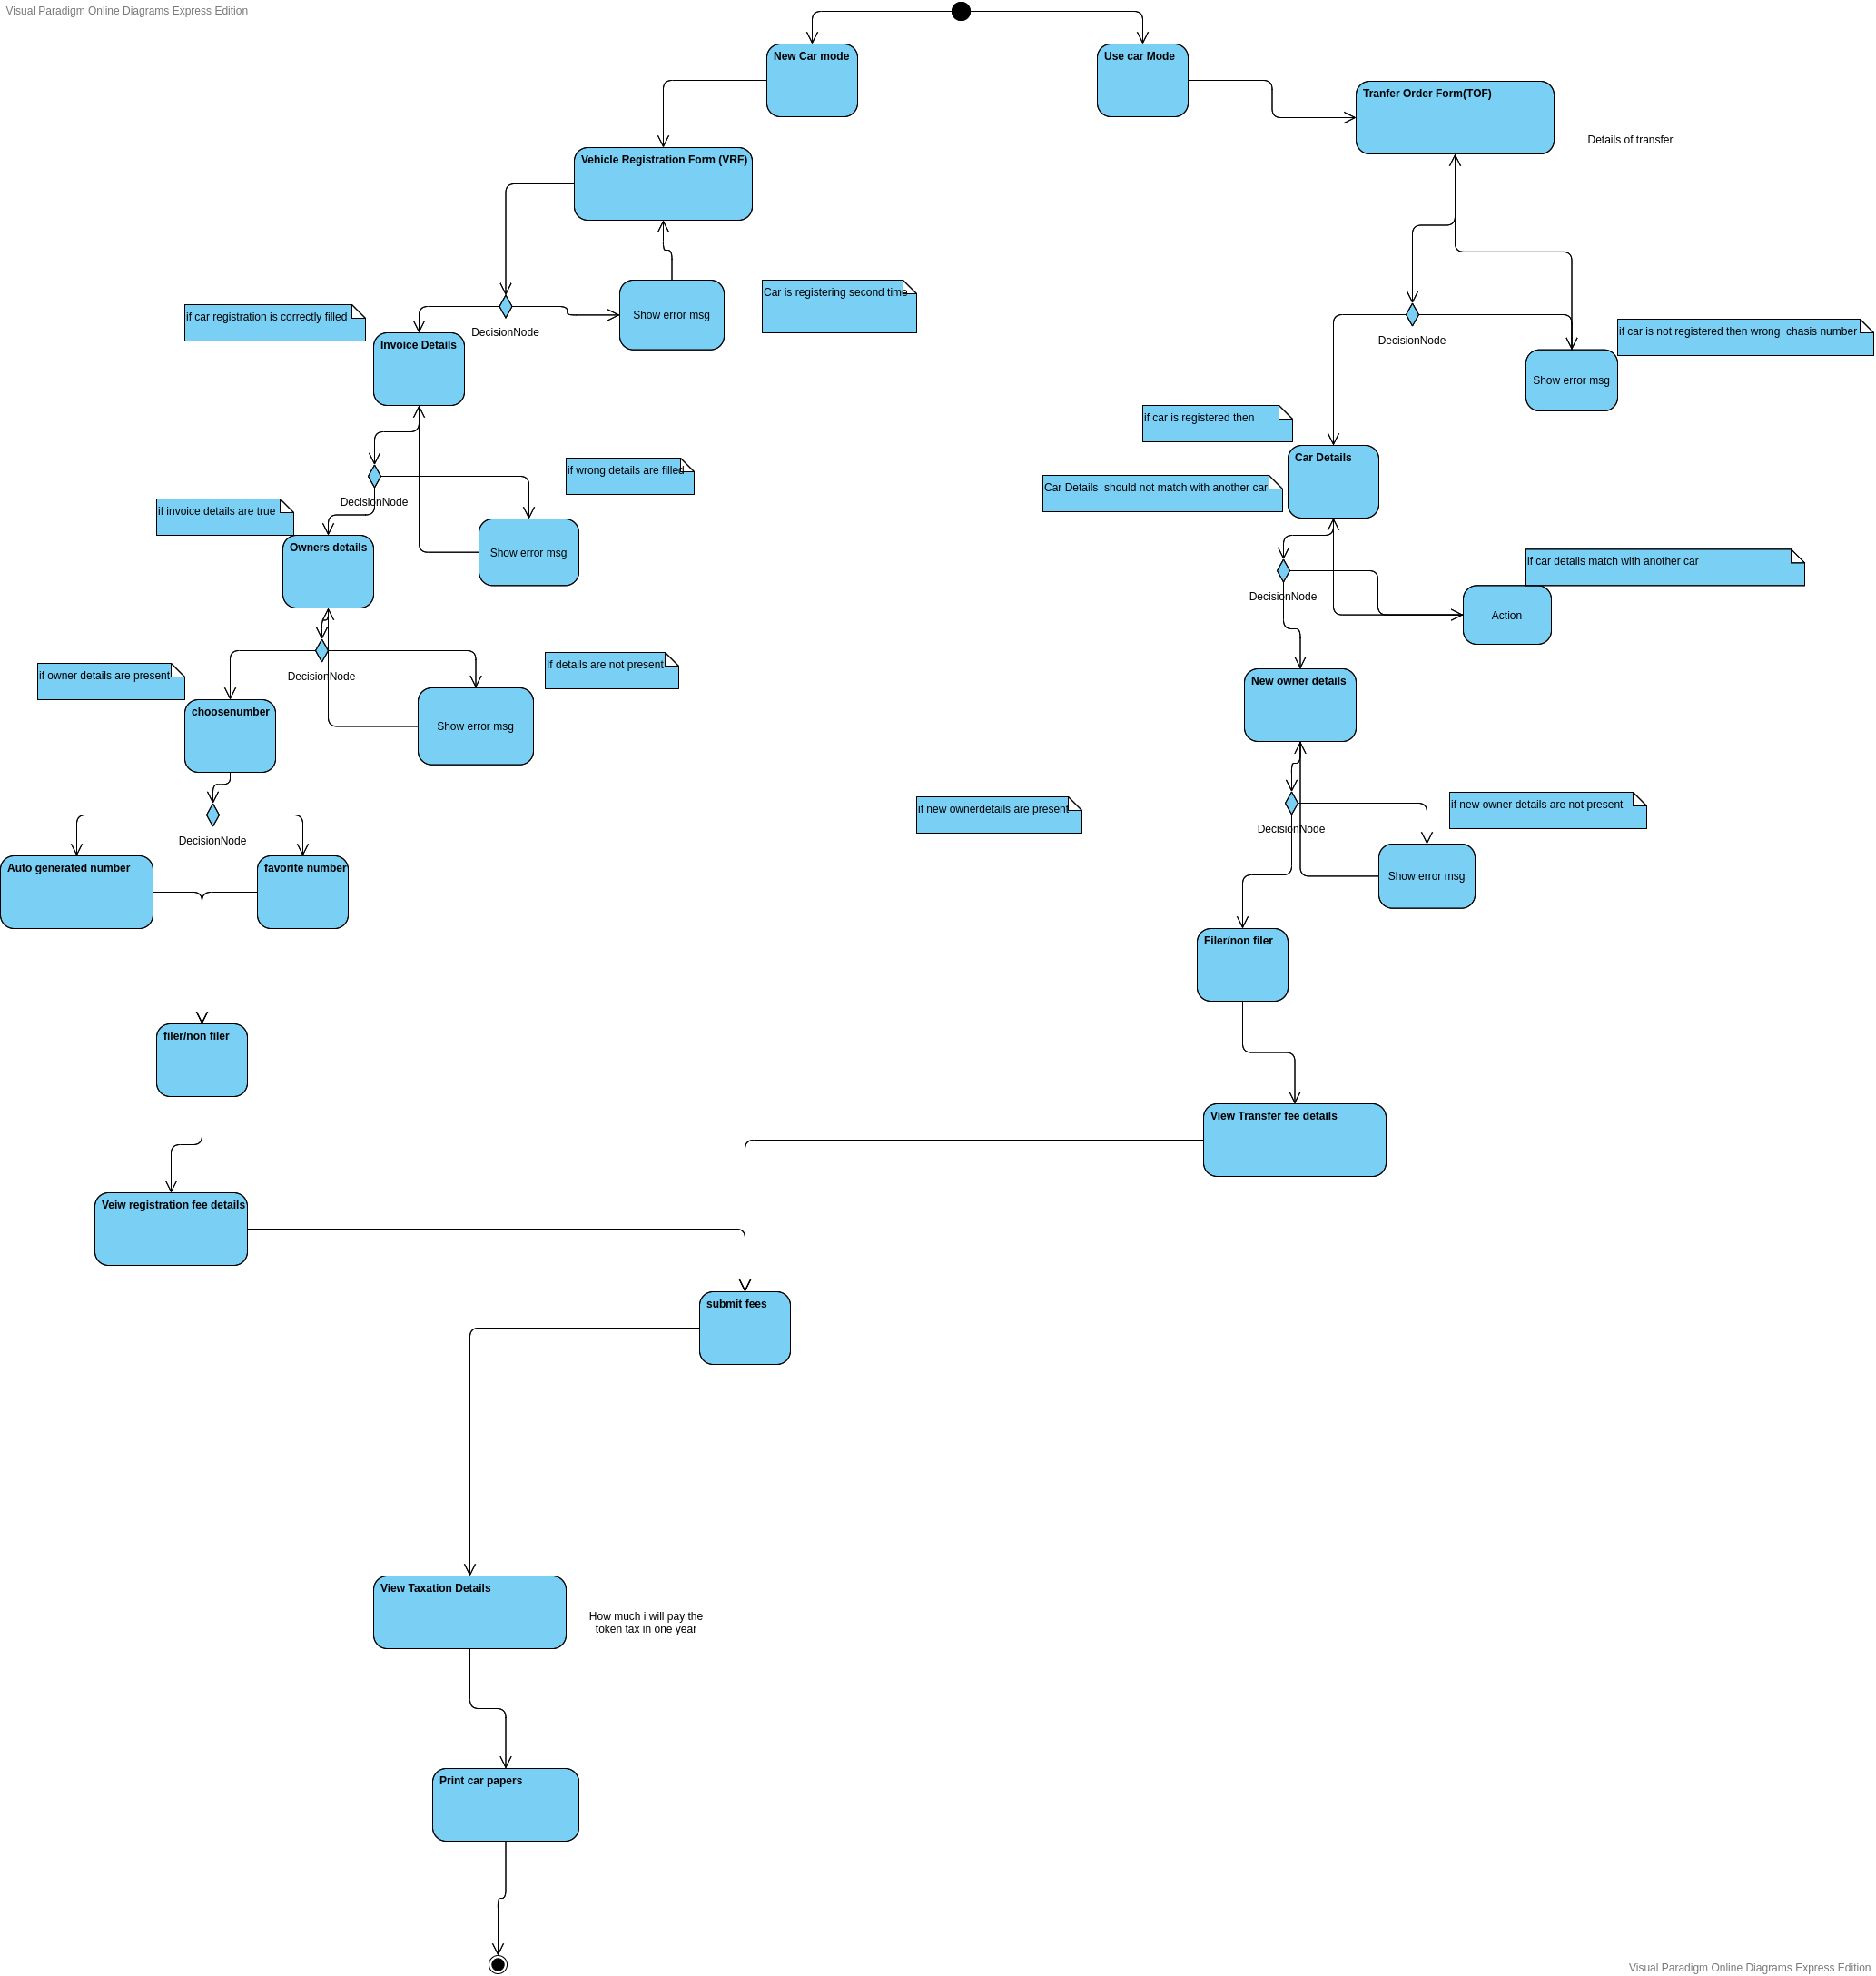 Visual Paradigm Online Diagrams Express Edition
New Car mode
Use car Mode
Tranfer Order Form(TOF)
Details of transfer
Vehicle Registration Form (VRF)
Car is registering second time
if car registration is correctly filled
Show error msg
DecisionNode
Invoice Details
if car is not registered then wrong  chasis number
DecisionNode
Show error msg
if car is registered then
Car Details
if wrong details are filled
Car Details  should not match with another car
DecisionNode
if invoice details are true
Owners details
Show error msg
if car details match with another car
DecisionNode
Action
If details are not present
if owner details are present
DecisionNode
New owner details
choosenumber
Show error msg
if new ownerdetails are present
if new owner details are not present
DecisionNode
DecisionNode
Auto generated number
favorite number
Show error msg
Filer/non filer
filer/non filer
View Transfer fee details
Veiw registration fee details
submit fees
View Taxation Details
How much i will pay the
token tax in one year
Print car papers
Visual Paradigm Online Diagrams Express Edition